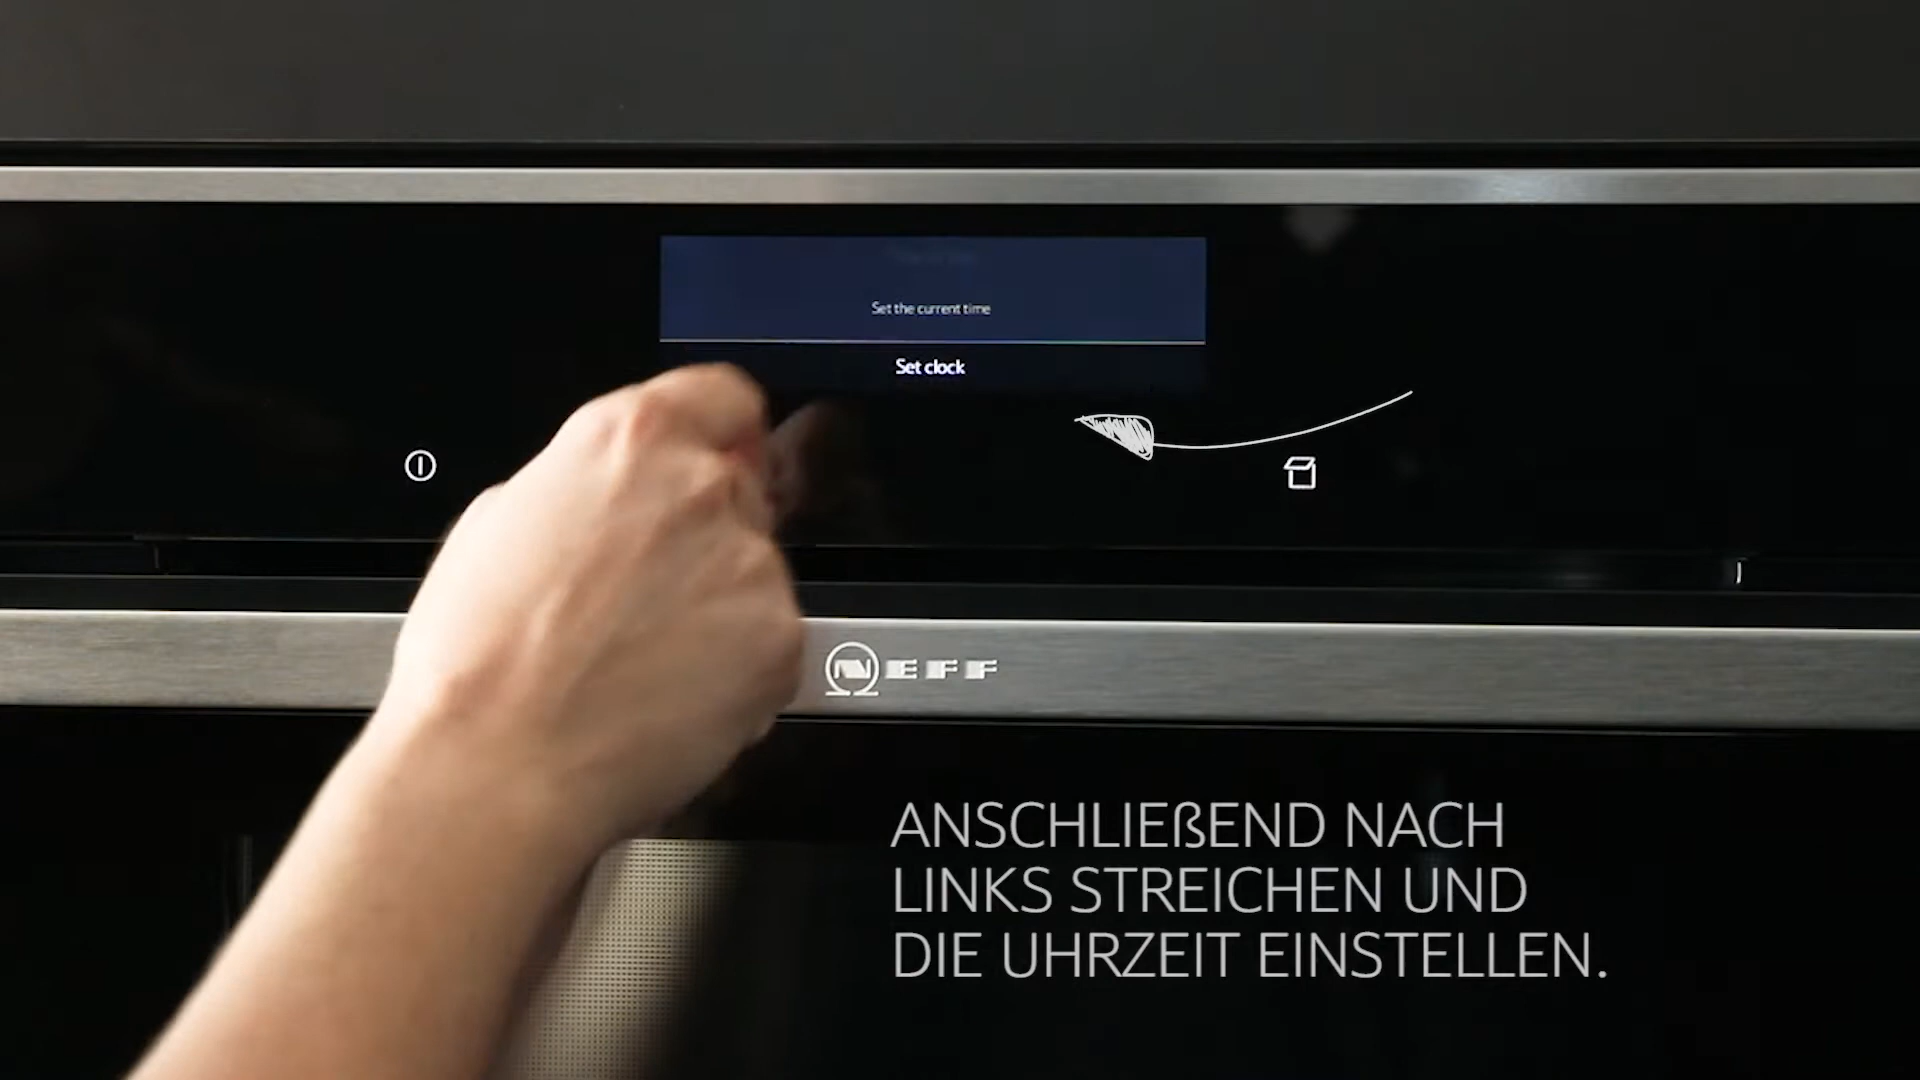 Set the current time
Set clock
NEFF
ANSCHLIEẞEND NACH
LINKS STREICHEN UND
DIE UHRZEIT EINSTELLEN.